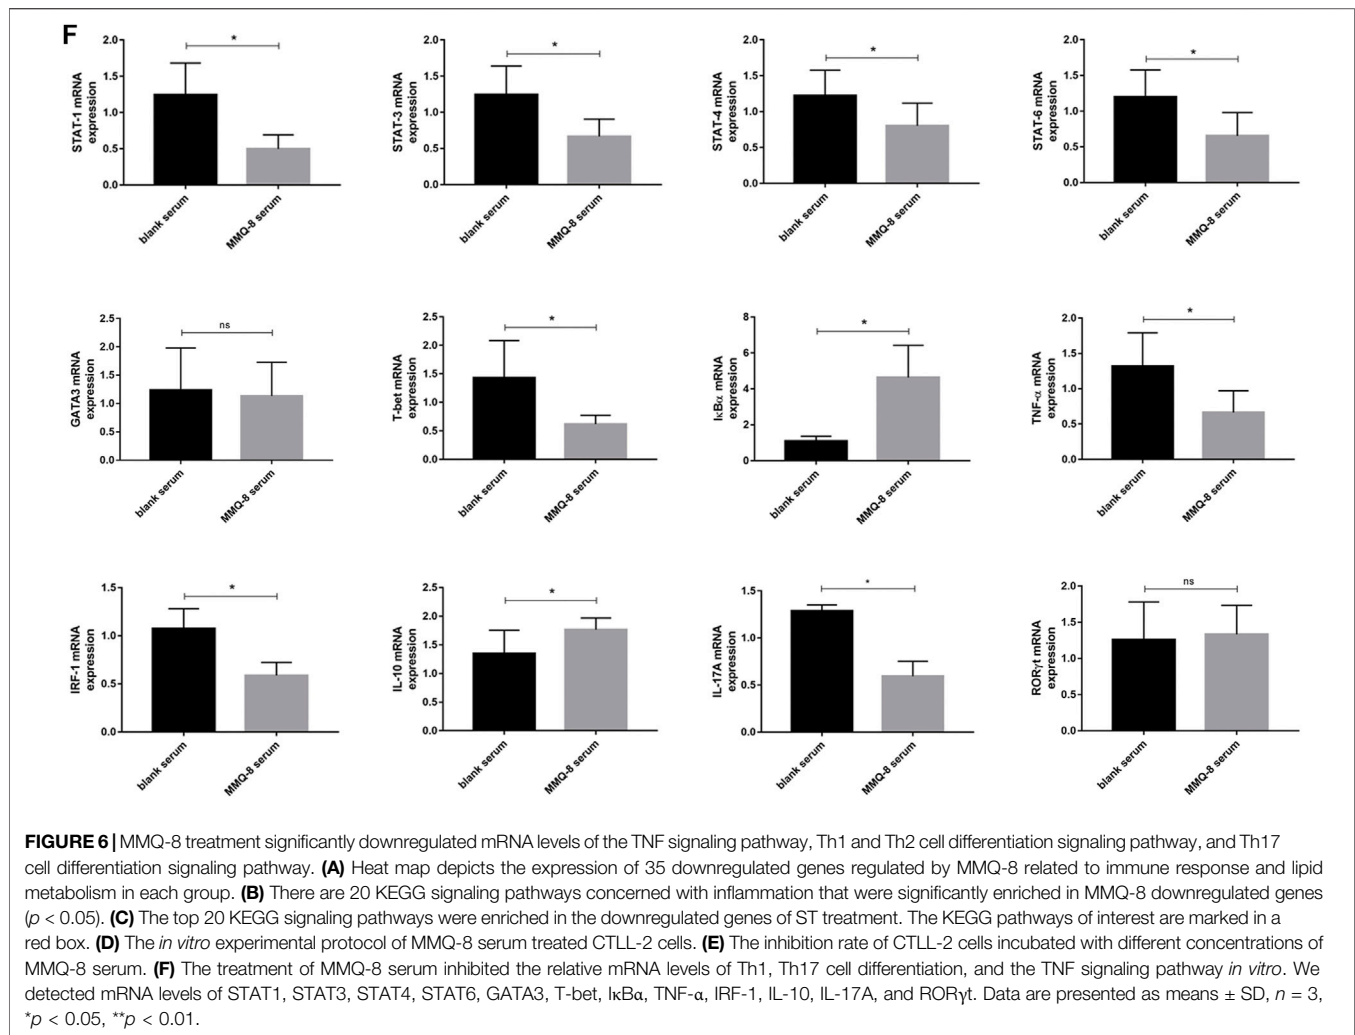 F
STAT-1 mRNA
expression
2.0
1.5
1.0
0.5
0.0
*
blank serum
MMQ-8 serum
STAT-3 mRNA
expression
2.0
1.5
1.0
0.5
0.0
*
blank serum
MMQ-8 serum
STAT-4 mRNA
expression
2.0
1.5
1.0
0.5
0.0
*
blank serum
MMQ-8 serum
STAT-6 mRNA
expression
2.0
1.5
1.0
0.5
0.0
*
blank serum
MMQ-8 serum
GATA3 mRNA
expression
2.5
2.0
1.5
1.0
0.5
0.0
ns
blank serum
MMQ-8 serum
T-bet mRNA
expression
2.5
2.0
1.5
1.0
0.5
0.0
*
blank serum
MMQ-8 serum
IκBα mRNA
expression
8
6
4
2
0
*
blank serum
MMQ-8 serum
TNF-α mRNA
expression
2.0
1.5
1.0
0.5
0.0
*
blank serum
MMQ-8 serum
IRF-1 mRNA
expression
1.5
1.0
0.5
0.0
*
blank serum
MMQ-8 serum
IL-10 mRNA
expression
2.5
2.0
1.5
1.0
0.5
0.0
*
blank serum
MMQ-8 serum
IL-17A mRNA
expression
1.5
1.0
0.5
0.0
*
blank serum
MMQ-8 serum
RORγt mRNA
expression
2.0
1.5
1.0
0.5
0.0
ns
blank serum
MMQ-8 serum
FIGURE 6 | MMQ-8 treatment significantly downregulated mRNA levels of the TNF signaling pathway, Th1 and Th2 cell differentiation signaling pathway, and Th17
cell differentiation signaling pathway. (A) Heat map depicts the expression of 35 downregulated genes regulated by MMQ-8 related to immune response and lipid
metabolism in each group. (B) There are 20 KEGG signaling pathways concerned with inflammation that were significantly enriched in MMQ-8 downregulated genes
(p < 0.05). (C) The top 20 KEGG signaling pathways were enriched in the downregulated genes of ST treatment. The KEGG pathways of interest are marked in a
red box. (D) The in vitro experimental protocol of MMQ-8 serum treated CTLL-2 cells. (E) The inhibition rate of CTLL-2 cells incubated with different concentrations of
MMQ-8 serum. (F) The treatment of MMQ-8 serum inhibited the relative mRNA levels of Th1, Th17 cell differentiation, and the TNF signaling pathway in vitro. We
detected mRNA levels of STAT1, STAT3, STAT4, STAT6, GATA3, T-bet, IκBα, TNF-α, IRF-1, IL-10, IL-17A, and RORγt. Data are presented as means ± SD, n = 3,
*p < 0.05, **p < 0.01.